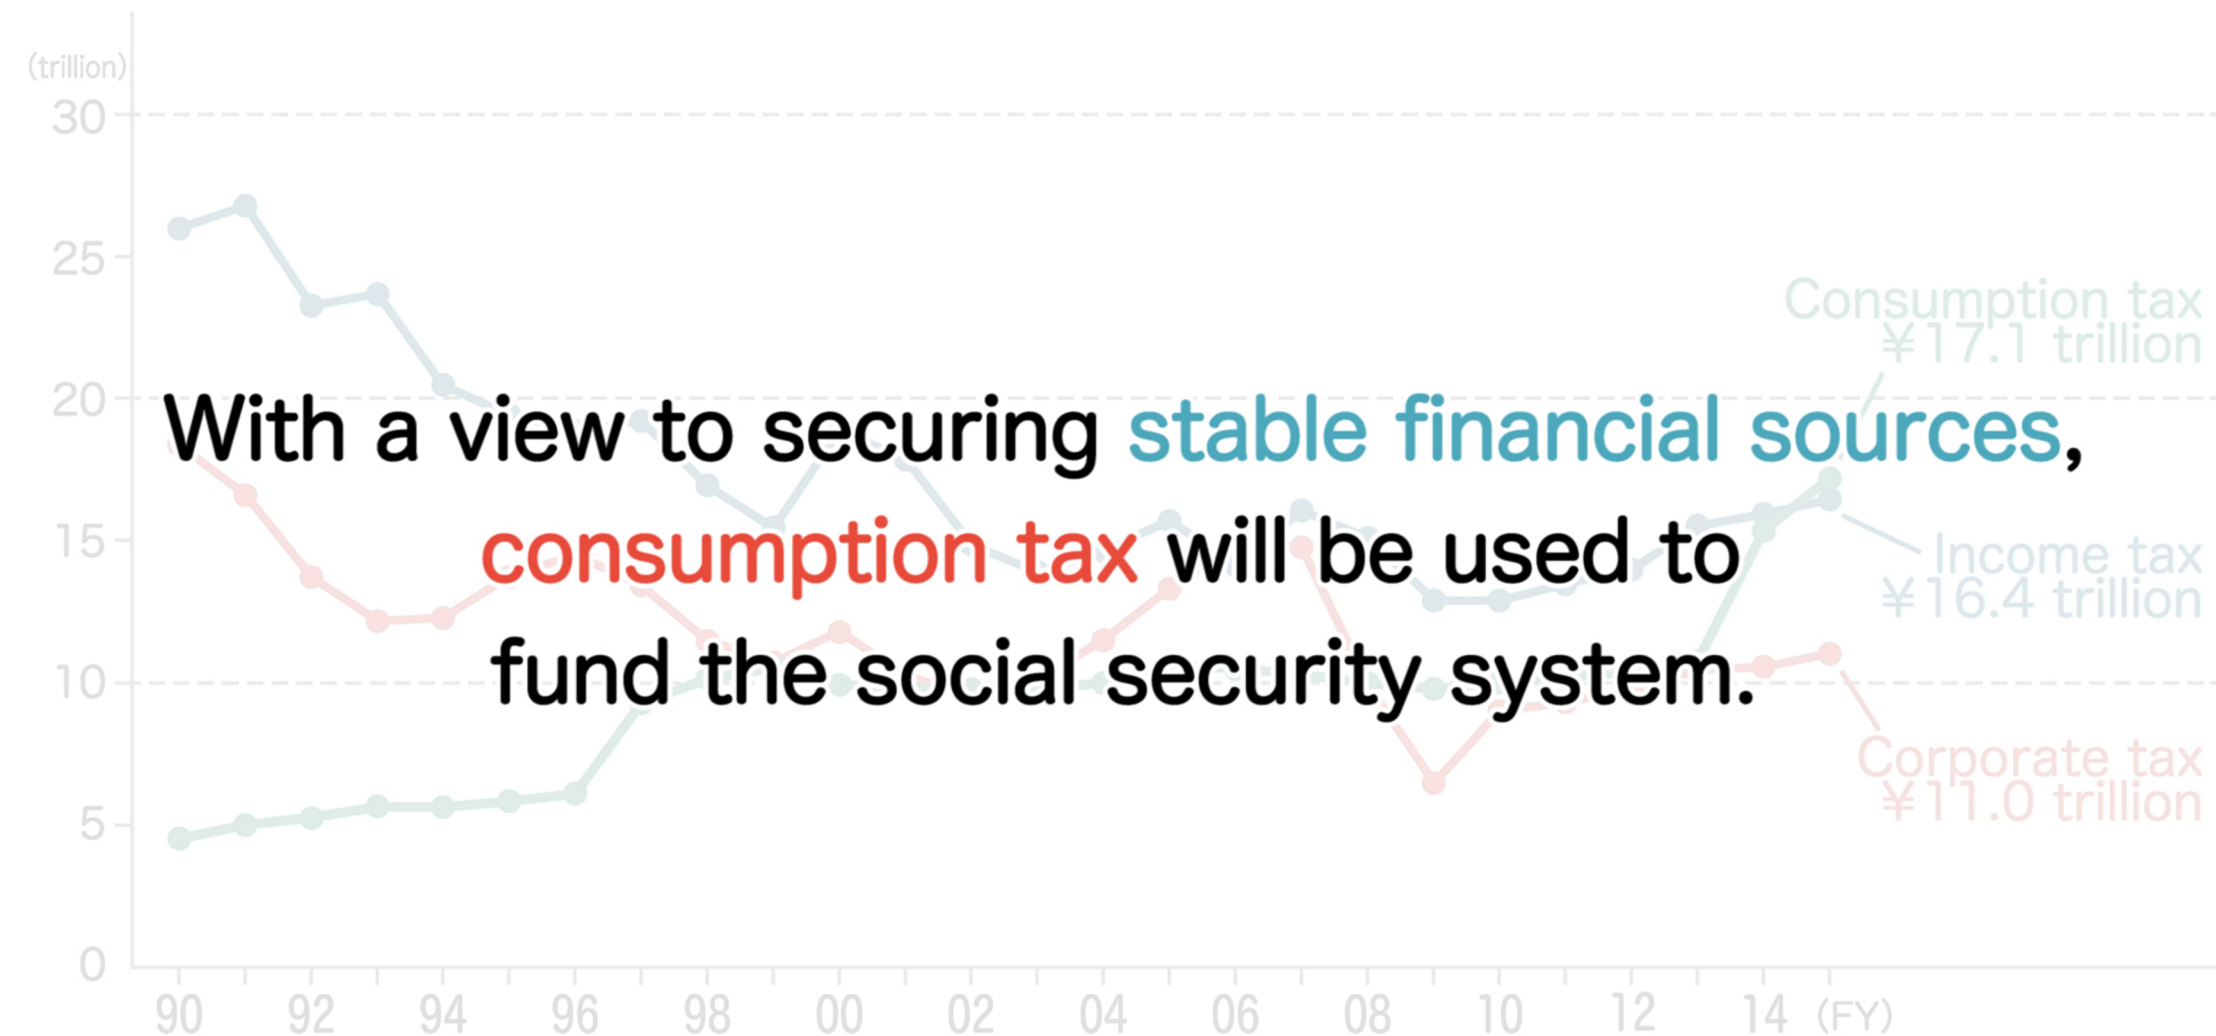 (trillion)
30
25
20
15
10
5
0
With a view to securing stable financial sources,
consumption tax will be used to
fund the social security system.
Consumption tax
¥17.1 trillion
Income tax
¥16.4 trillion
Corporate tax
¥11.0 trillion
90 92 94 96 98 00 02 04 06 08 10 12 14 (FY)